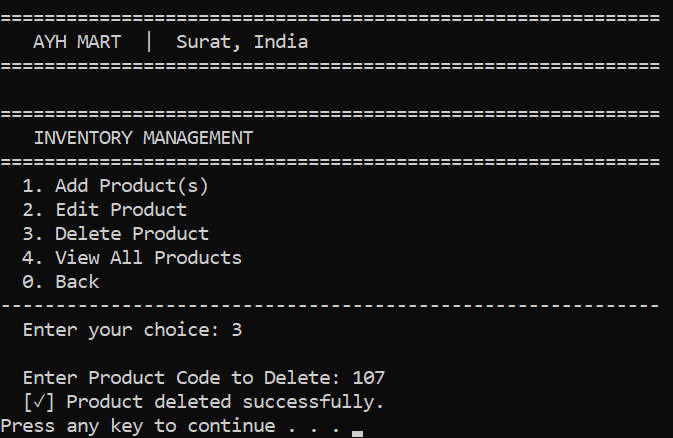 ============================================================
AYH MART | Surat, India
============================================================
============================================================
INVENTORY MANAGEMENT
============================================================
1. Add Product(s)
2. Edit Product
3. Delete Product
4. View All Products
0. Back
------------------------------------------------------------
Enter your choice: 3
Enter Product Code to Delete: 107
[✓] Product deleted successfully.
Press any key to continue . . .